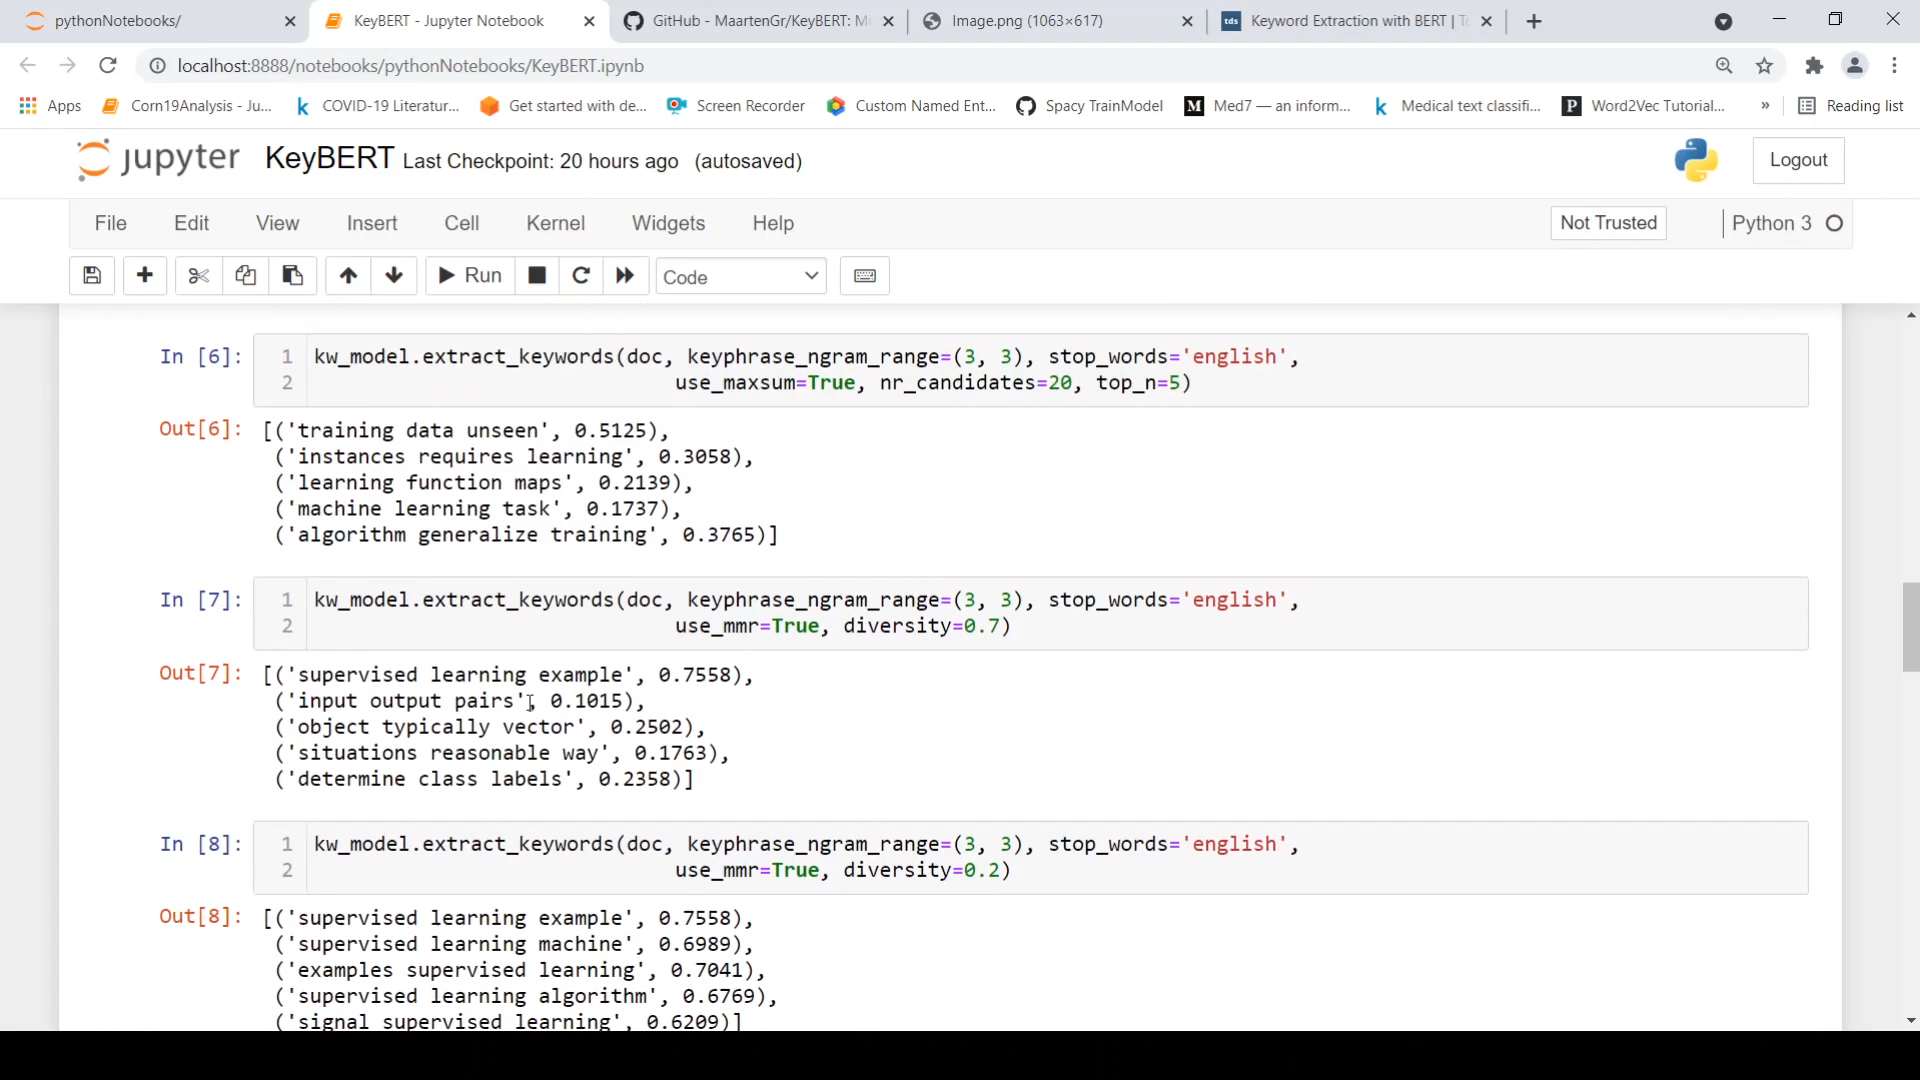 pythonNotebooks/
KeyBERT - Jupyter Notebook
GitHub - MaartenGr/KeyBERT: Mi
Image.png (1063×617)
tds Keyword Extraction with BERT | To
localhost:8888/notebooks/pythonNotebooks/KeyBERT.ipynb
Apps
Corn19Analysis - Ju...
COVID-19 Literatur...
Get started with de...
Screen Recorder
Custom Named Ent...
Spacy TrainModel
Med7 — an inform...
Medical text classifi...
Word2Vec Tutorial...
»
Reading list
jupyter KeyBERT Last Checkpoint: 20 hours ago (autosaved)
Logout
File Edit View Insert Cell Kernel Widgets Help
Not Trusted
Python 3
Run
Code
In [6]: 1 kw_model.extract_keywords(doc, keyphrase_ngram_range=(3, 3), stop_words='english',
2 use_maxsum=True, nr_candidates=20, top_n=5)
Out[6]: [('training data unseen', 0.5125),
('instances requires learning', 0.3058),
('learning function maps', 0.2139),
('machine learning task', 0.1737),
('algorithm generalize training', 0.3765)]
In [7]: 1 kw_model.extract_keywords(doc, keyphrase_ngram_range=(3, 3), stop_words='english',
2 use_mmr=True, diversity=0.7)
Out[7]: [('supervised learning example', 0.7558),
('input output pairs', 0.1015),
('object typically vector', 0.2502),
('situations reasonable way', 0.1763),
('determine class labels', 0.2358)]
In [8]: 1 kw_model.extract_keywords(doc, keyphrase_ngram_range=(3, 3), stop_words='english',
2 use_mmr=True, diversity=0.2)
Out[8]: [('supervised learning example', 0.7558),
('supervised learning machine', 0.6989),
('examples supervised learning', 0.7041),
('supervised learning algorithm', 0.6769),
('signal supervised learning', 0.6209)]